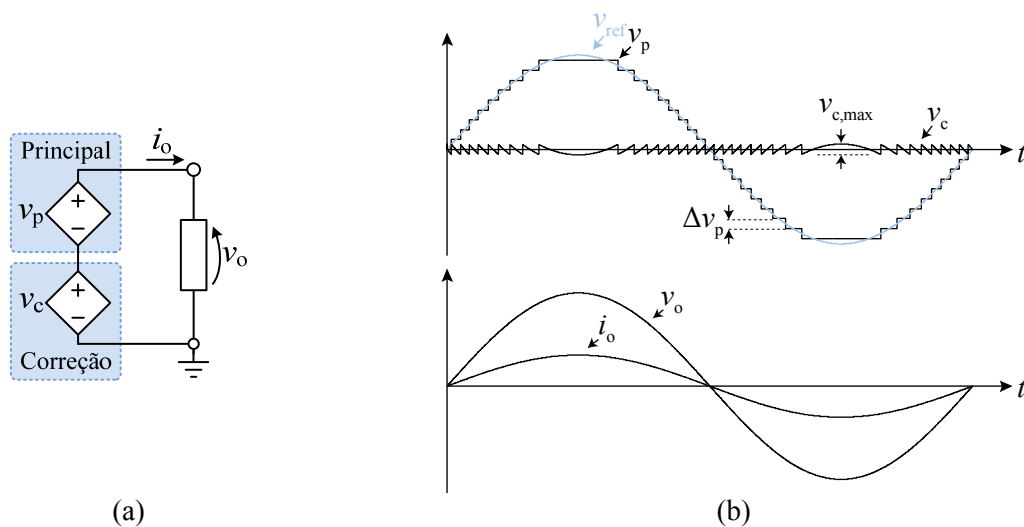 Principal
v_p
+
−
v_c
+
−
Correção
i_o
v_o
(a)
v_ref
v_p
v_c,max
v_c
t
Δv_p
v_o
i_o
t
(b)